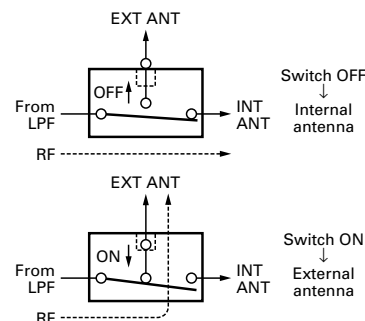 EXT ANT
OFF
Switch OFF
↓
Internal
antenna
From
LPF
INT
ANT
RF
EXT ANT
ON
Switch ON
↓
External
antenna
From
LPF
INT
ANT
RF